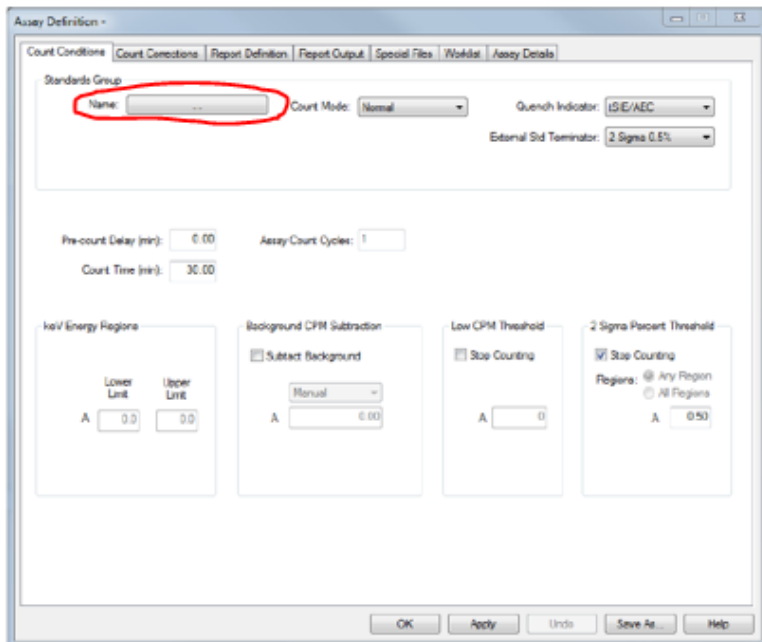 Assay Definition -
Count Conditions Count Corrections Report Definition Report Output Special Files Worklist Assay Details
Standards Group
Name: ... Count Mode: Normal Quench Indicator: tSIE/AEC
External Std Terminator: 2 Sigma 0.5%
Pre-count Delay (min): 0.00 Assay Count Cycles: 1
Count Time (min): 30.00
keV Energy Regions Background CPM Subtraction Low CPM Threshold 2 Sigma Percent Threshold
Subtract Background Stop Counting Stop Counting
Lower Upper Manual Regions: Any Region
Limit Limit All Regions
A 0.0 0.0 A 0.00 A 0 A 0.50
OK Apply Undo Save As... Help